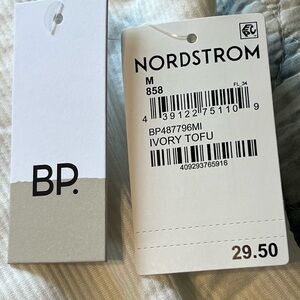 BP.
NORDSTROM
M
858
FL 34
4 39122 75110 9
BP487796MI
IVORY TOFU
409293765916
29.50